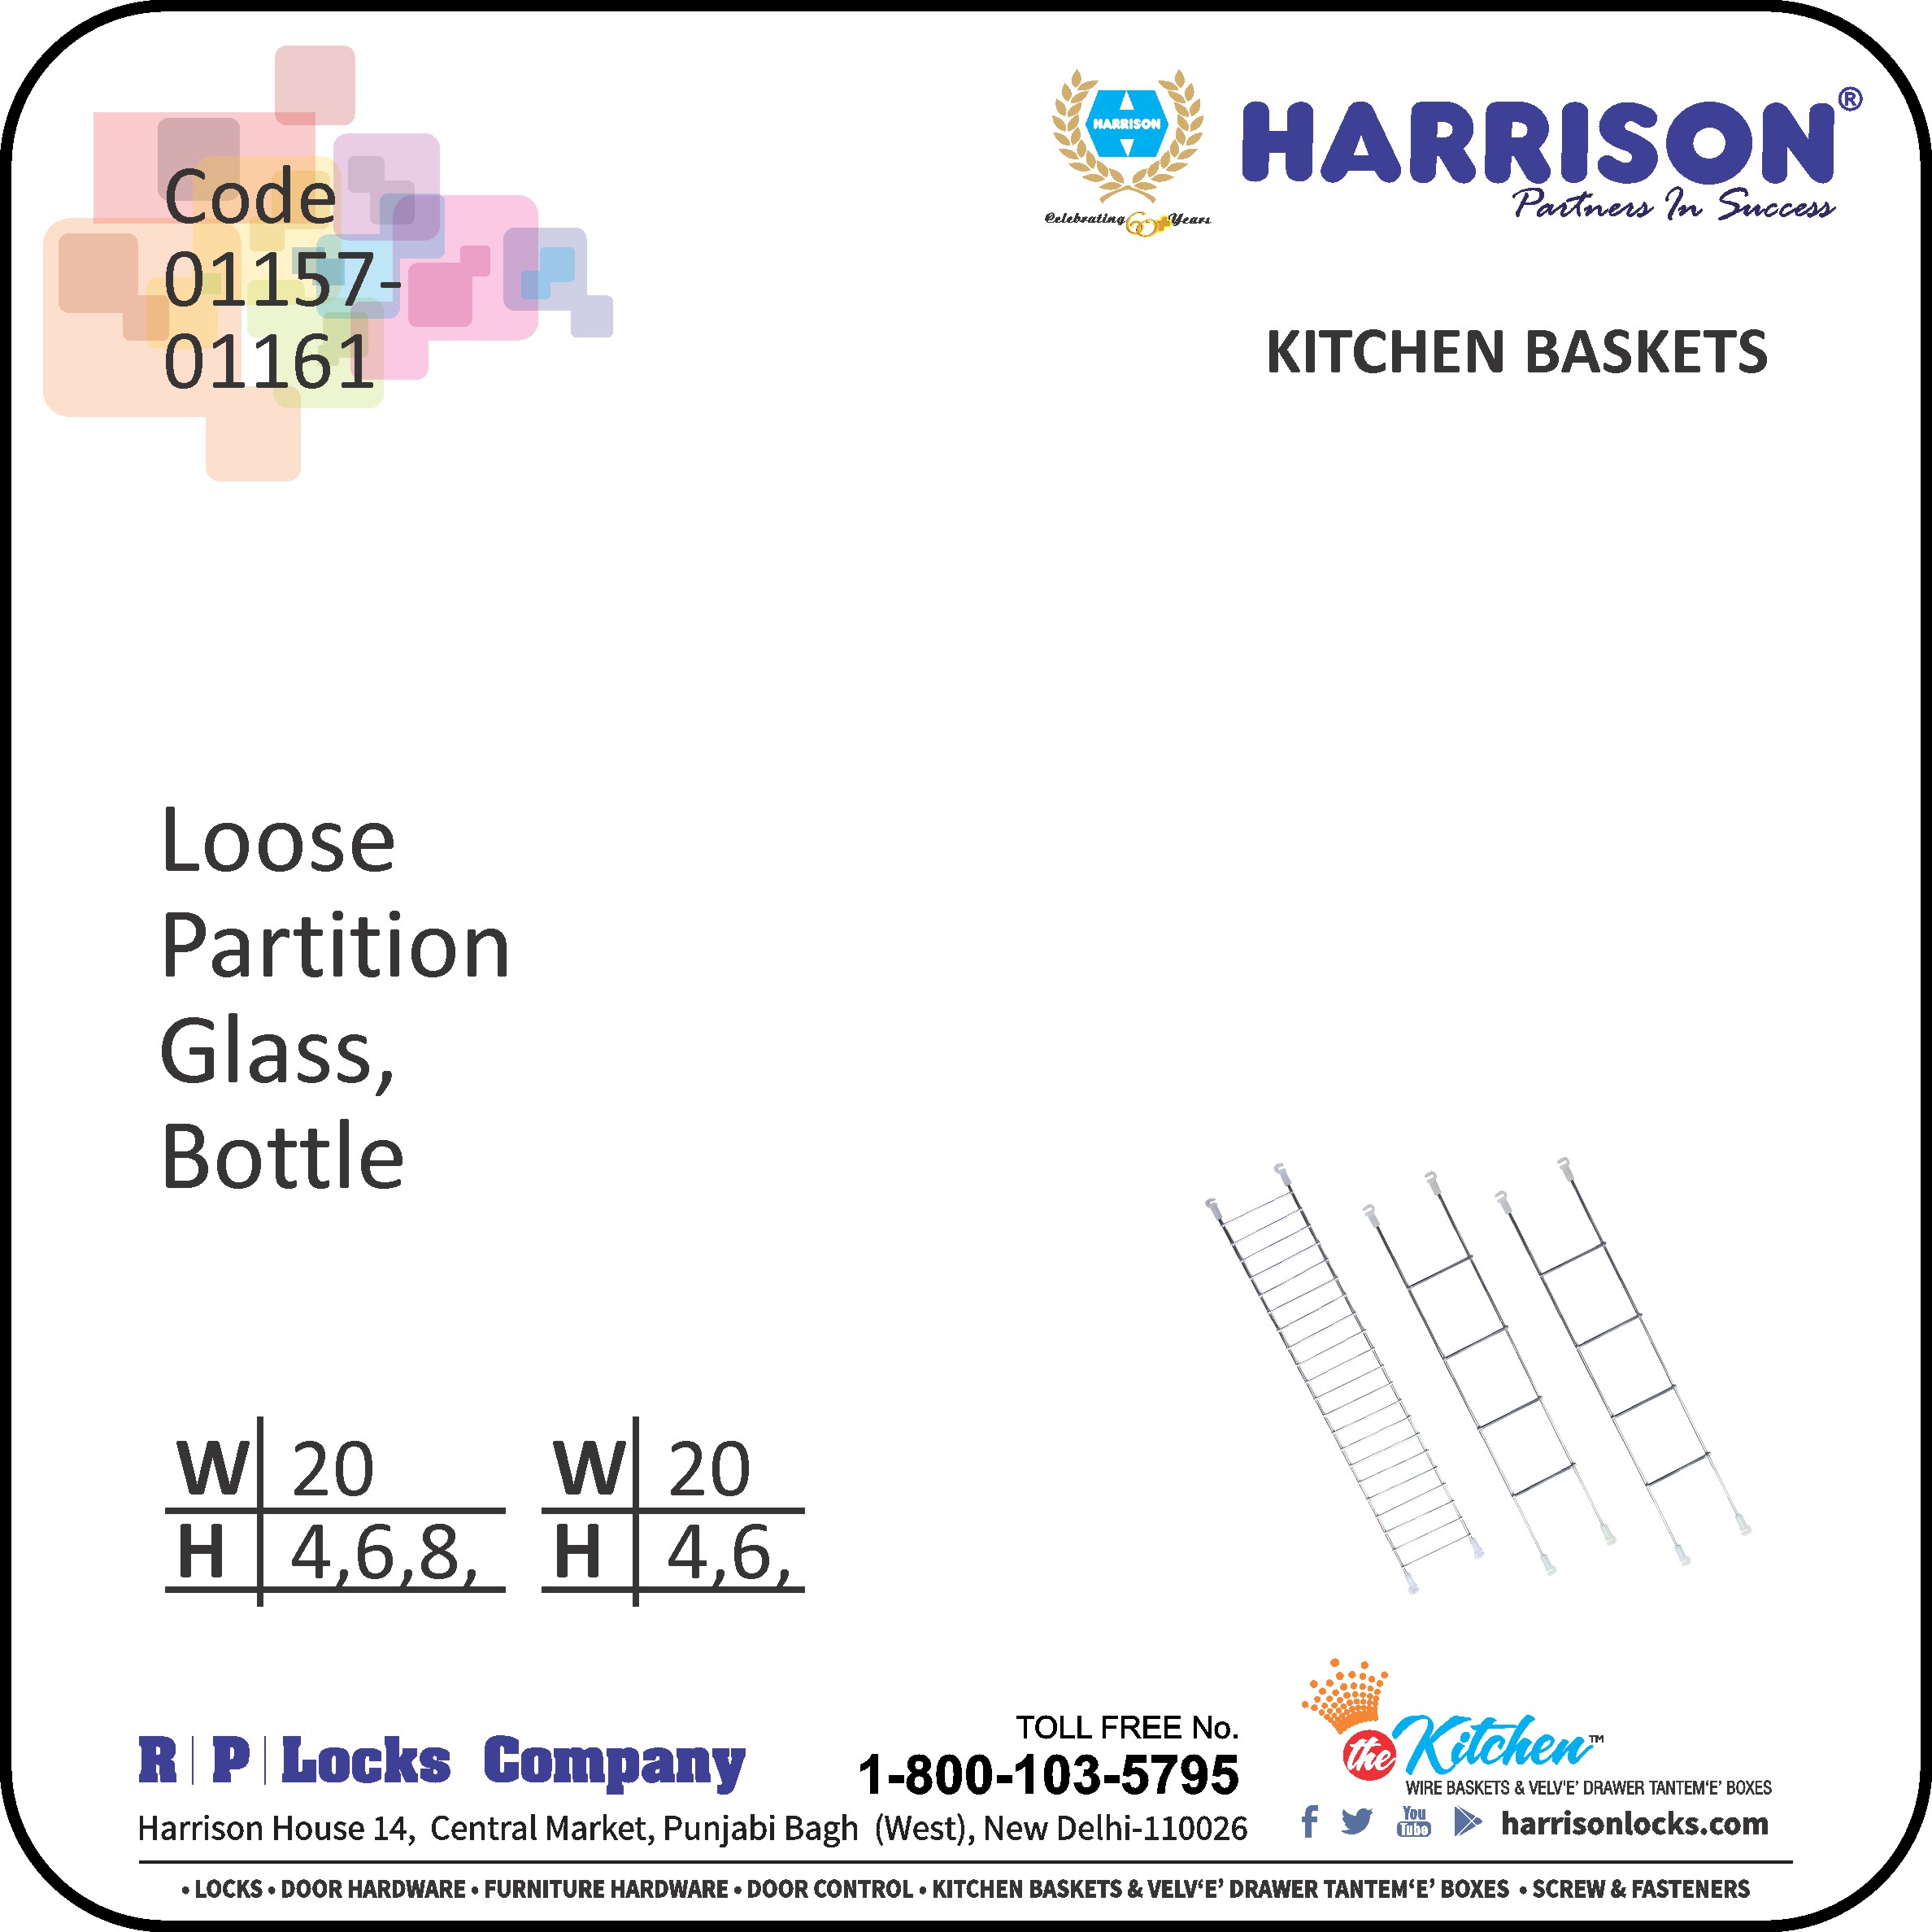 HARRISON
Celebrating 60+ Years
HARRISON®
Partners In Success
Code
01157-
01161
KITCHEN BASKETS
Loose
Partition
Glass,
Bottle
W 20
H 4,6,8,
W 20
H 4,6,
R P Locks Company
TOLL FREE No.
1-800-103-5795
the Kitchen™
WIRE BASKETS & VELV'E' DRAWER TANTEM'E' BOXES
Harrison House 14, Central Market, Punjabi Bagh (West), New Delhi-110026
f You Tube harrisonlocks.com
• LOCKS • DOOR HARDWARE • FURNITURE HARDWARE • DOOR CONTROL • KITCHEN BASKETS & VELV‘E’ DRAWER TANTEM‘E’ BOXES • SCREW & FASTENERS